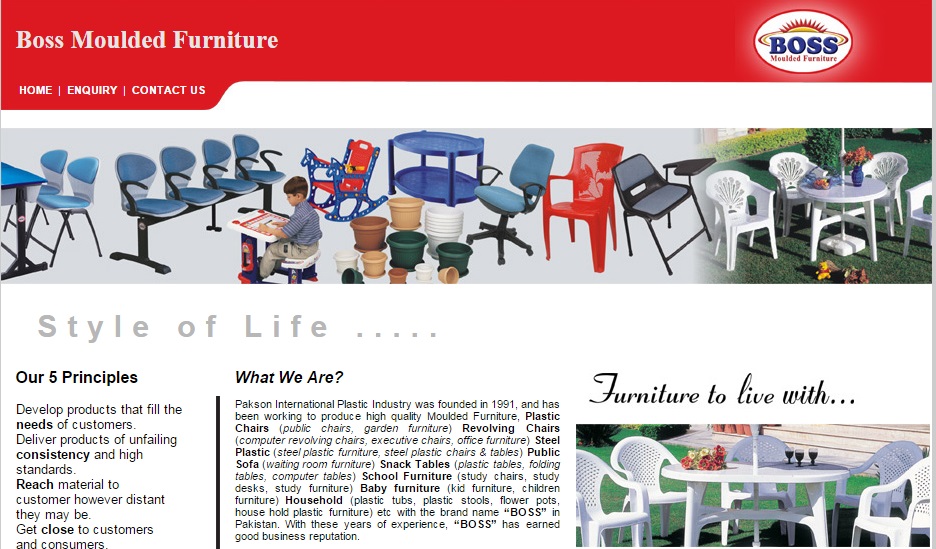 Boss Moulded Furniture
BOSS
Moulded Furniture
HOME | ENQUIRY | CONTACT US
Style of Life .....
Our 5 Principles
Develop products that fill the
needs of customers.
Deliver products of unfailing
consistency and high
standards.
Reach material to
customer however distant
they may be.
Get close to customers
and consumers.
What We Are?
Pakson International Plastic Industry was founded in 1991, and has
been working to produce high quality Moulded Furniture, Plastic
Chairs (public chairs, garden furniture) Revolving Chairs
(computer revolving chairs, executive chairs, office furniture) Steel
Plastic (steel plastic furniture, steel plastic chairs & tables) Public
Sofa (waiting room furniture) Snack Tables (plastic tables, folding
tables, computer tables) School Furniture (study chairs, study
desks, study furniture) Baby furniture (kid furniture, children
furniture) Household (plastic tubs, plastic stools, flower pots,
house hold plastic furniture) etc with the brand name “BOSS” in
Pakistan. With these years of experience, “BOSS” has earned
good business reputation.
Furniture to live with...